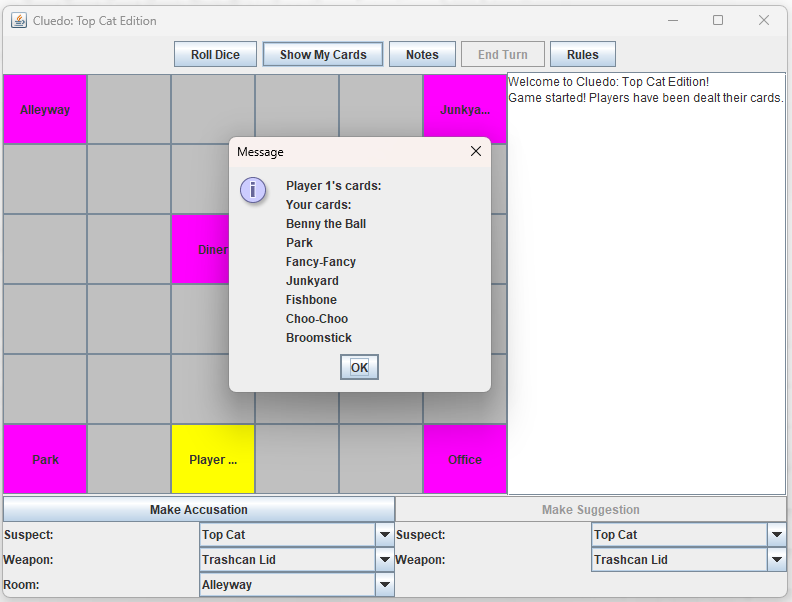 Cluedo: Top Cat Edition
Roll Dice Show My Cards Notes End Turn Rules
Welcome to Cluedo: Top Cat Edition!
Game started! Players have been dealt their cards.
Alleyway Junkya...
Message
Player 1's cards:
Your cards:
Benny the Ball
Park
Fancy-Fancy
Junkyard
Fishbone
Choo-Choo
Broomstick
OK
Diner
Park Player ... Office
Make Accusation Make Suggestion
Suspect: Top Cat Suspect: Top Cat
Weapon: Trashcan Lid Weapon: Trashcan Lid
Room: Alleyway